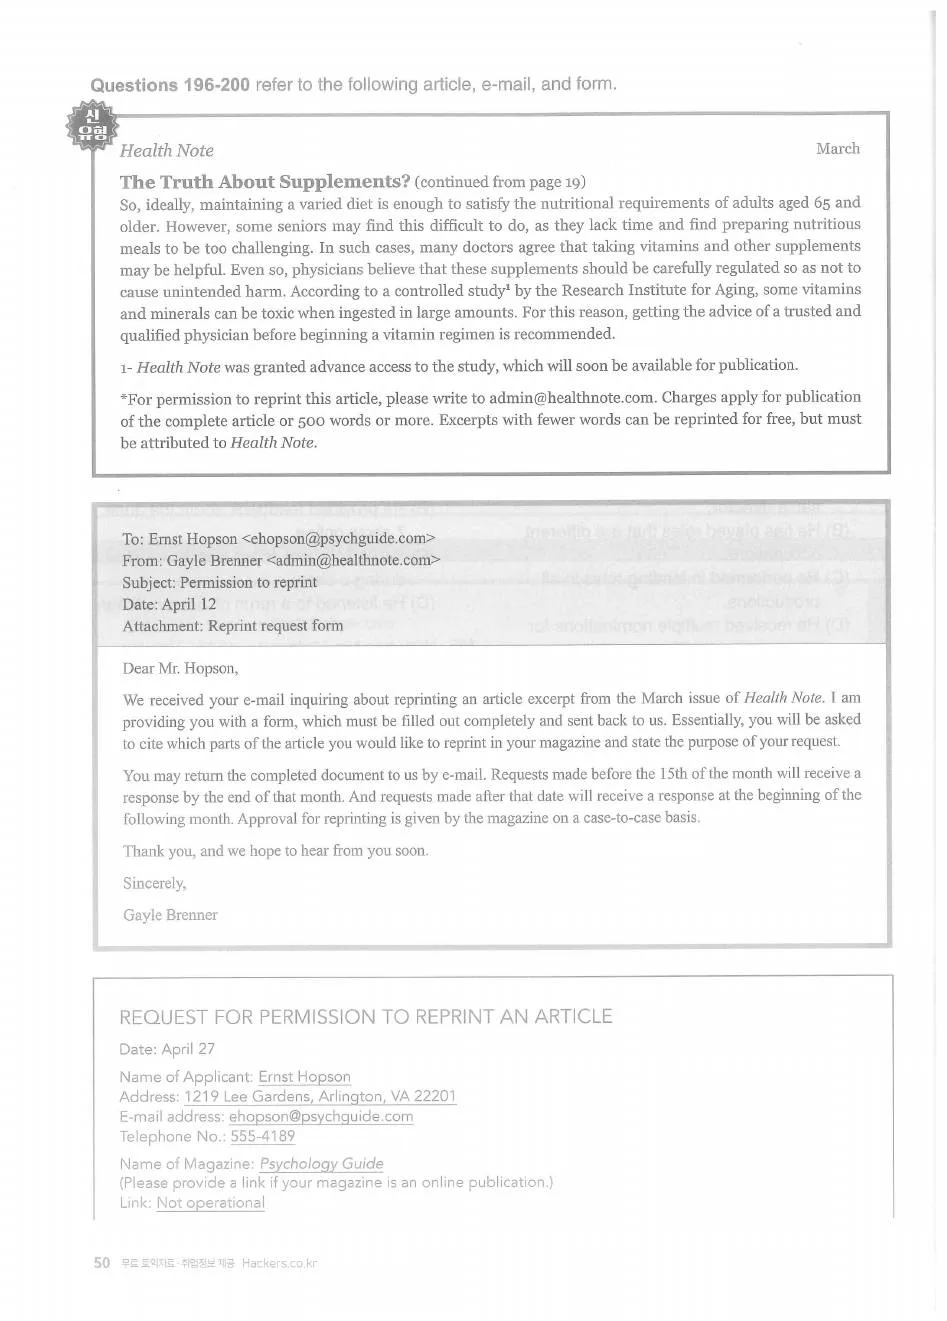 Questions 196-200 refer to the following article, e-mail, and form.
신
유형
Health Note
March
The Truth About Supplements? (continued from page 19)
So, ideally, maintaining a varied diet is enough to satisfy the nutritional requirements of adults aged 65 and
older. However, some seniors may find this difficult to do, as they lack time and find preparing nutritious
meals to be too challenging. In such cases, many doctors agree that taking vitamins and other supplements
may be helpful. Even so, physicians believe that these supplements should be carefully regulated so as not to
cause unintended harm. According to a controlled study¹ by the Research Institute for Aging, some vitamins
and minerals can be toxic when ingested in large amounts. For this reason, getting the advice of a trusted and
qualified physician before beginning a vitamin regimen is recommended.
1- Health Note was granted advance access to the study, which will soon be available for publication.
*For permission to reprint this article, please write to admin@healthnote.com. Charges apply for publication
of the complete article or 500 words or more. Excerpts with fewer words can be reprinted for free, but must
be attributed to Health Note.
To: Ernst Hopson <ehopson@psychguide.com>
From: Gayle Brenner <admin@healthnote.com>
Subject: Permission to reprint
Date: April 12
Attachment: Reprint request form
Dear Mr. Hopson,
We received your e-mail inquiring about reprinting an article excerpt from the March issue of Health Note. I am
providing you with a form, which must be filled out completely and sent back to us. Essentially, you will be asked
to cite which parts of the article you would like to reprint in your magazine and state the purpose of your request.
You may return the completed document to us by e-mail. Requests made before the 15th of the month will receive a
response by the end of that month. And requests made after that date will receive a response at the beginning of the
following month. Approval for reprinting is given by the magazine on a case-to-case basis.
Thank you, and we hope to hear from you soon.
Sincerely,
Gayle Brenner
REQUEST FOR PERMISSION TO REPRINT AN ARTICLE
Date: April 27
Name of Applicant: Ernst Hopson
Address: 1219 Lee Gardens, Arlington, VA 22201
E-mail address: ehopson@psychguide.com
Telephone No.: 555-4189
Name of Magazine: Psychology Guide
(Please provide a link if your magazine is an online publication.)
Link: Not operational
50 무료 토익자료·취업정보 제공 Hackers.co.kr